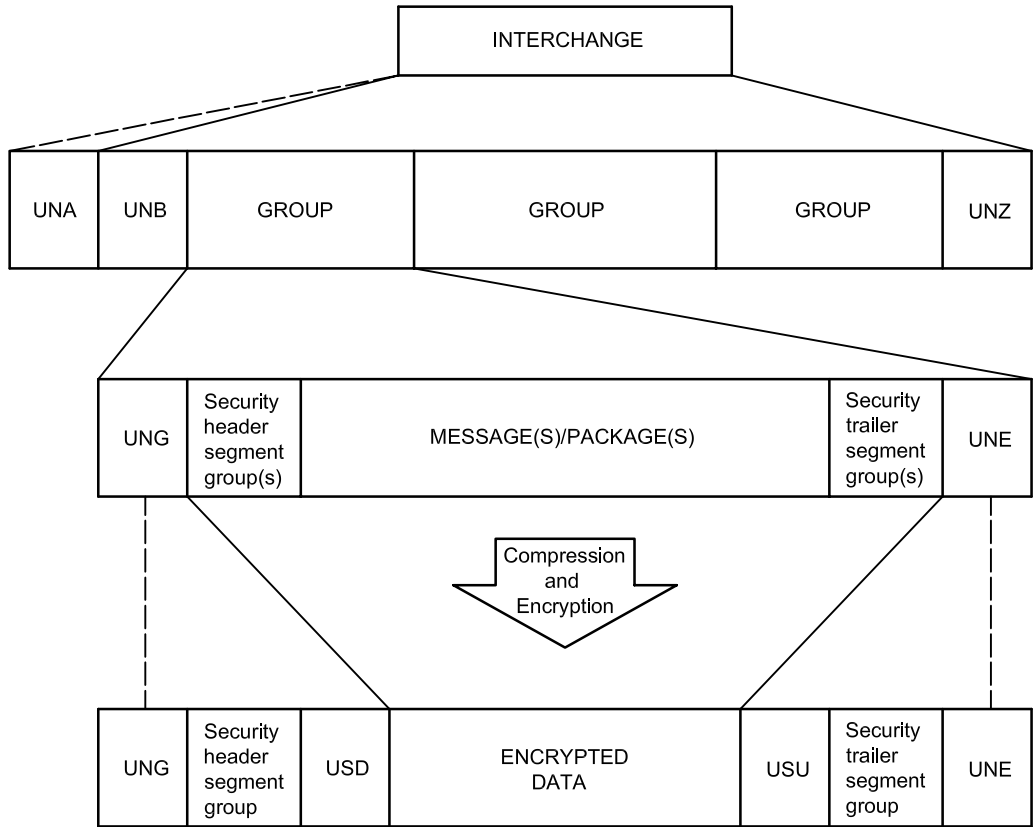 INTERCHANGE
UNA
UNB
GROUP
GROUP
GROUP
UNZ
UNG
Security
header
segment
group(s)
MESSAGE(S)/PACKAGE(S)
Security
trailer
segment
group(s)
UNE
Compression
and
Encryption
UNG
Security
header
segment
group
USD
ENCRYPTED
DATA
USU
Security
trailer
segment
group
UNE